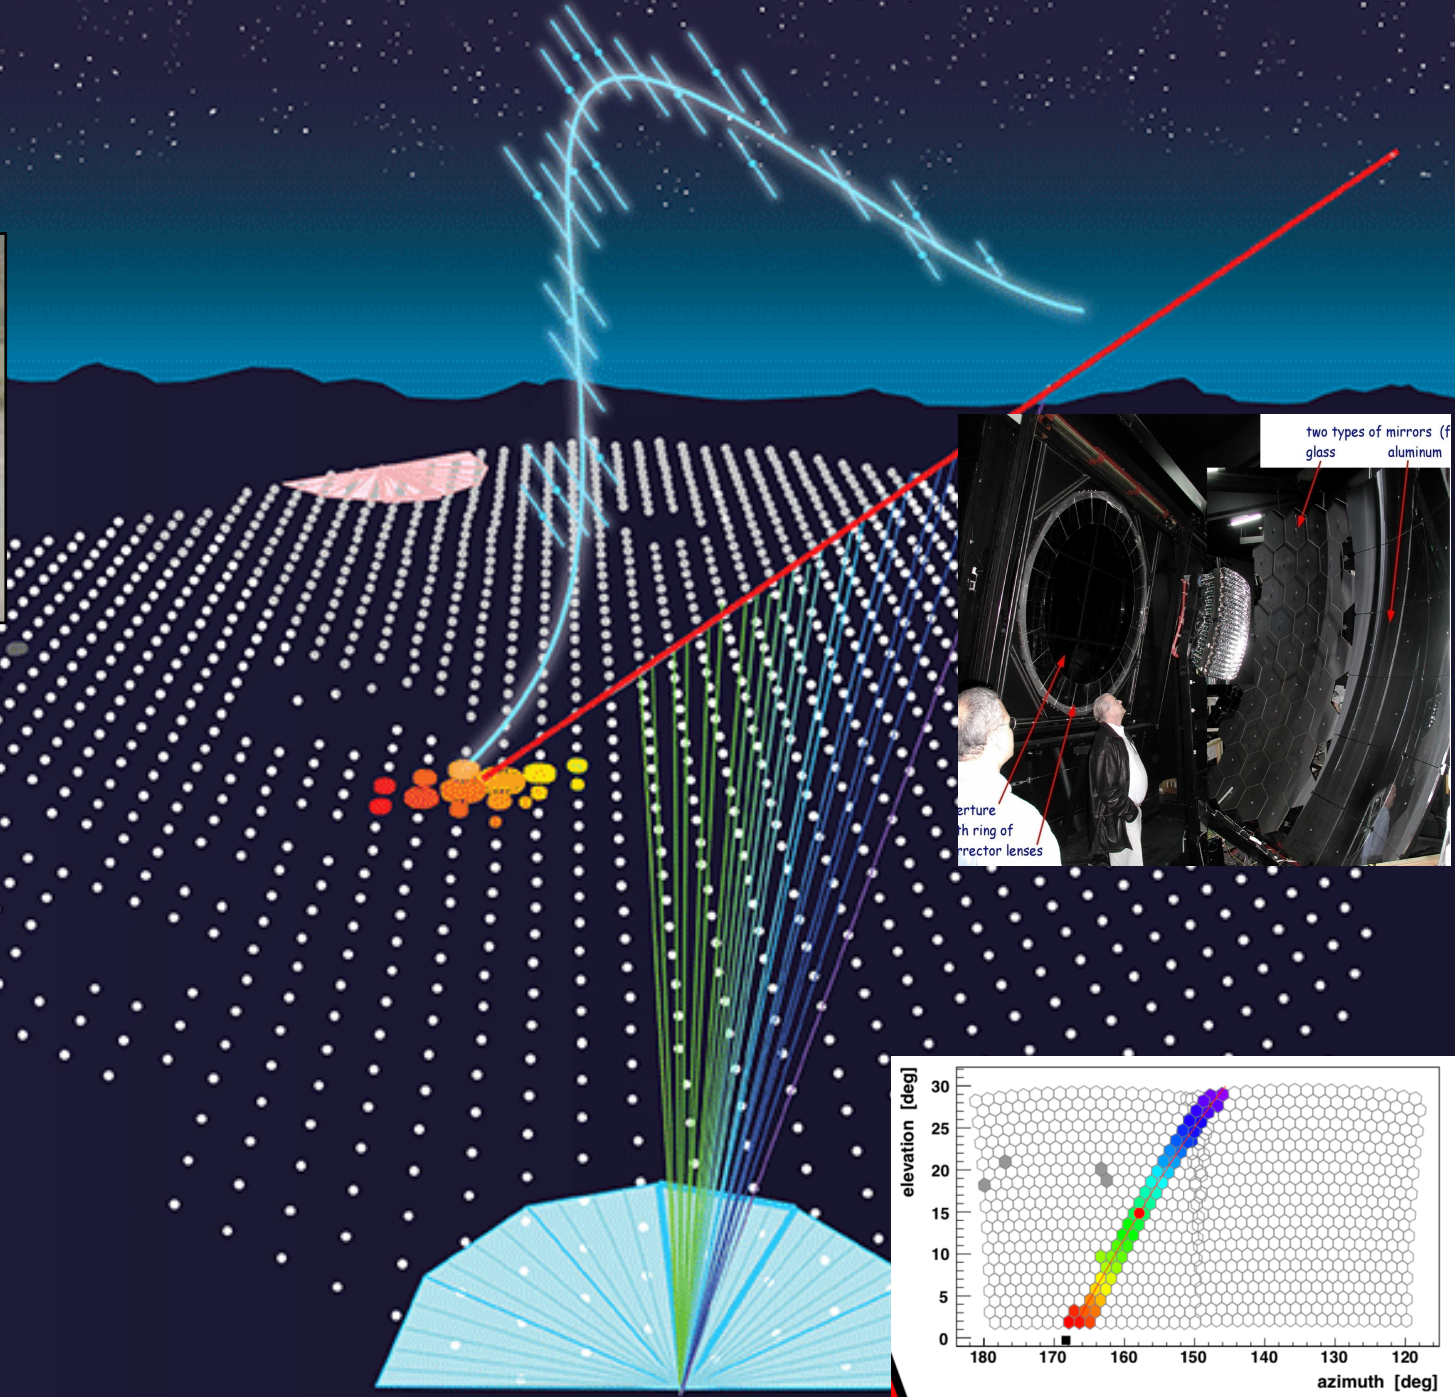 two types of mirrors (f
glass aluminum
erture
th ring of
rrector lenses
elevation [deg]
30
25
20
15
10
5
0
180 170 160 150 140 130 120
azimuth [deg]